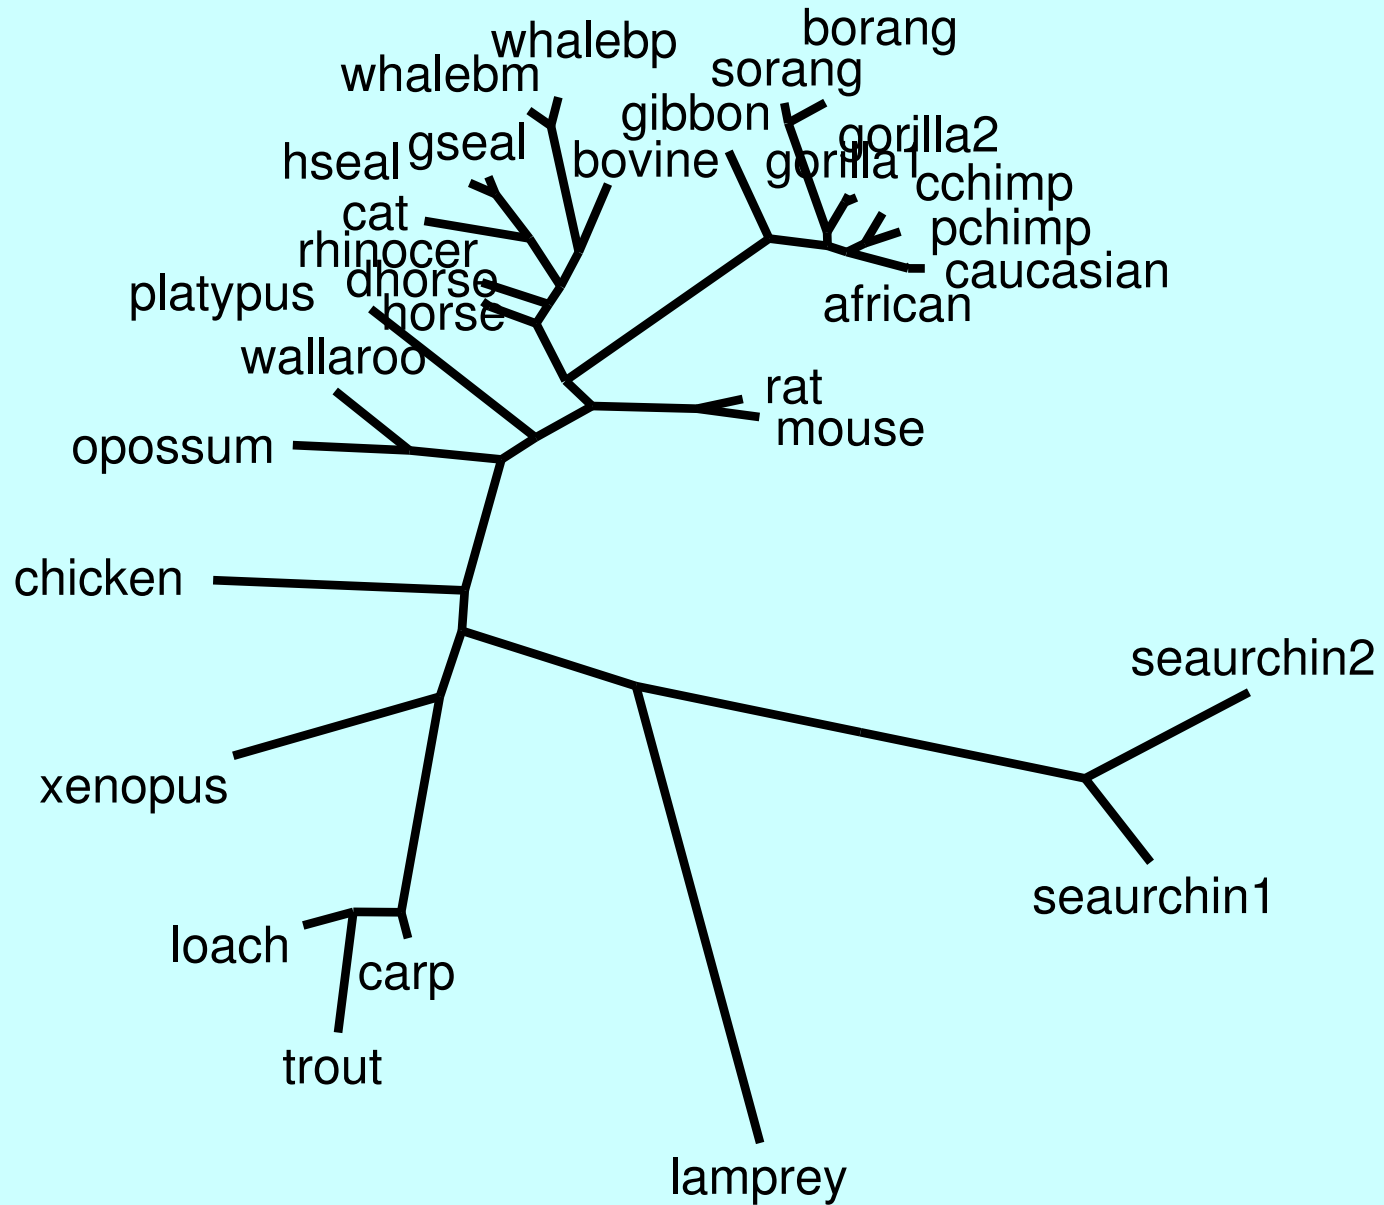 borang
whalebp
sorang
whalebm
gibbon
gorilla2
gseal
hseal
bovine
gorilla1
cchimp
cat
pchimp
rhinocer
caucasian
dhorse
platypus
african
horse
wallaroo
rat
mouse
opossum
chicken
seaurchin2
xenopus
seaurchin1
loach
carp
trout
lamprey